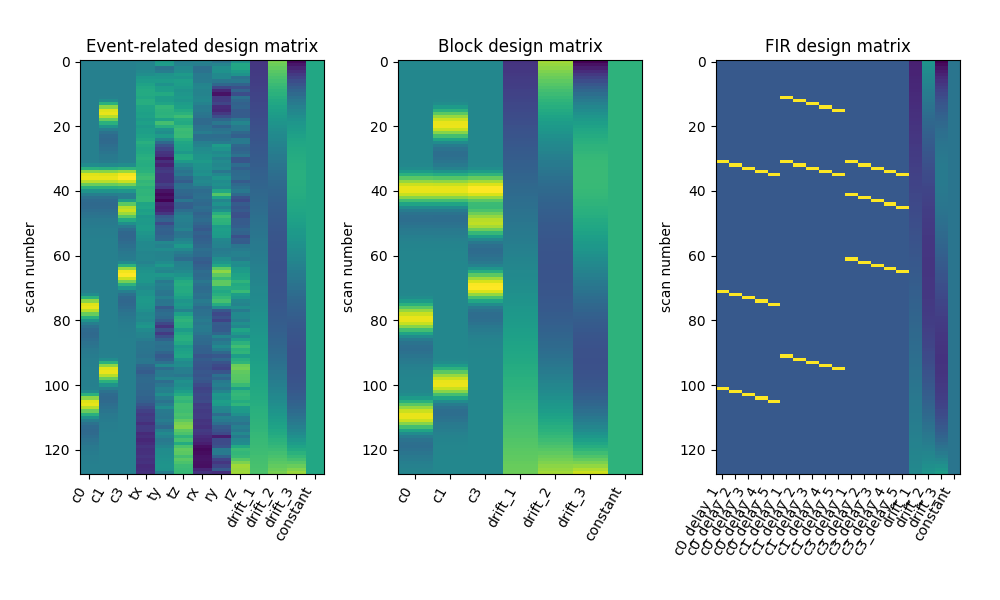 Event-related design matrix
scan number
0
20
40
60
80
100
120
c0
c1
c3
tx
ty
tz
rx
ry
rz
drift_1
drift_2
drift_3
constant
Block design matrix
scan number
0
20
40
60
80
100
120
c0
c1
c3
drift_1
drift_2
drift_3
constant
FIR design matrix
scan number
0
20
40
60
80
100
120
c0_delay_1
c0_delay_2
c0_delay_3
c0_delay_4
c0_delay_5
c1_delay_1
c1_delay_2
c1_delay_3
c1_delay_4
c1_delay_5
c3_delay_1
c3_delay_2
c3_delay_3
c3_delay_4
c3_delay_5
drift_1
drift_2
drift_3
constant